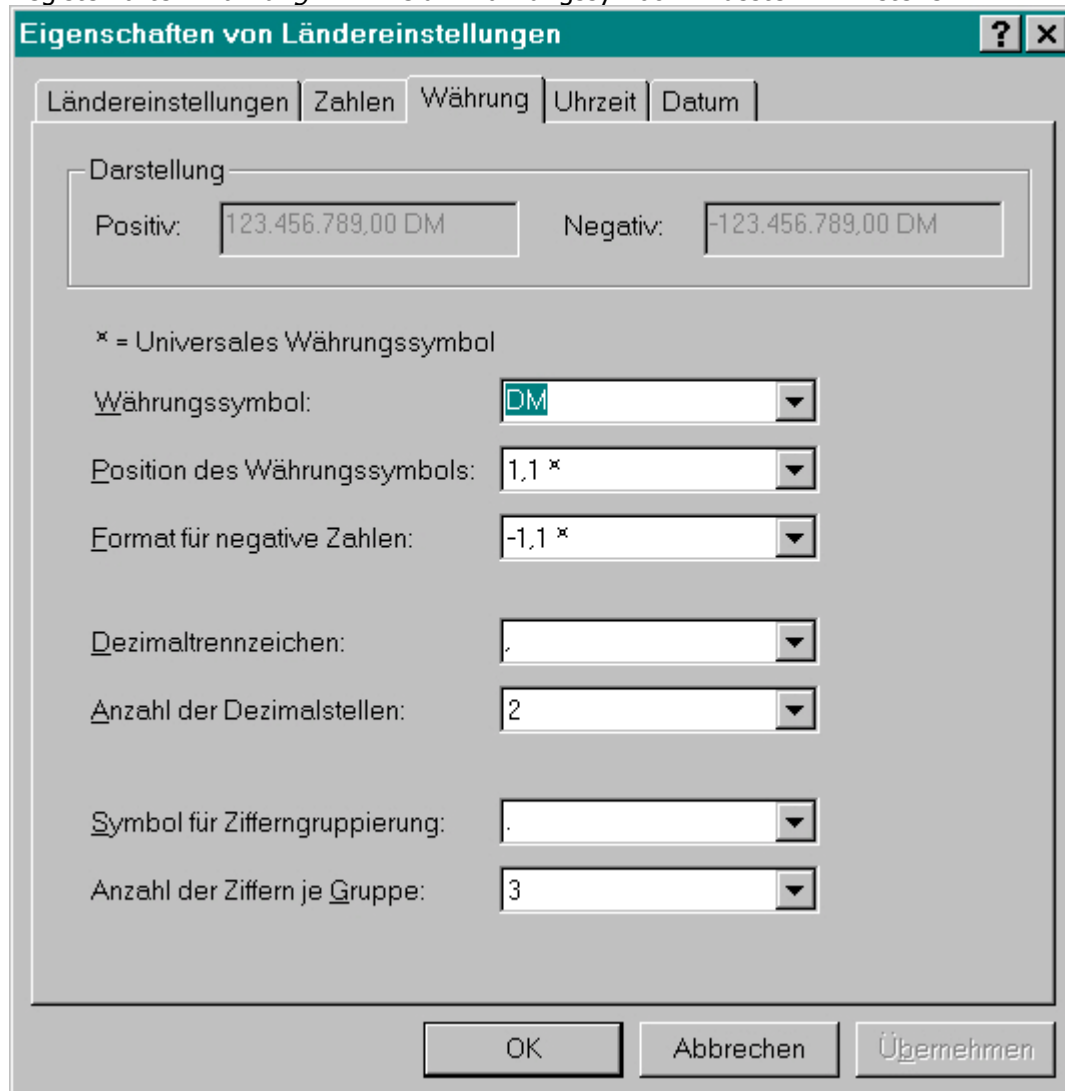 Eigenschaften von Ländereinstellungen ? ×
Ländereinstellungen Zahlen Währung Uhrzeit Datum
Darstellung
Positiv: 123.456.789,00 DM Negativ: -123.456.789,00 DM
¤ = Universales Währungssymbol
Währungssymbol: DM
Position des Währungssymbols: 1,1 ¤
Format für negative Zahlen: -1,1 ¤
Dezimaltrennzeichen: ,
Anzahl der Dezimalstellen: 2
Symbol für Zifferngruppierung: .
Anzahl der Ziffern je Gruppe: 3
OK Abbrechen Übernehmen